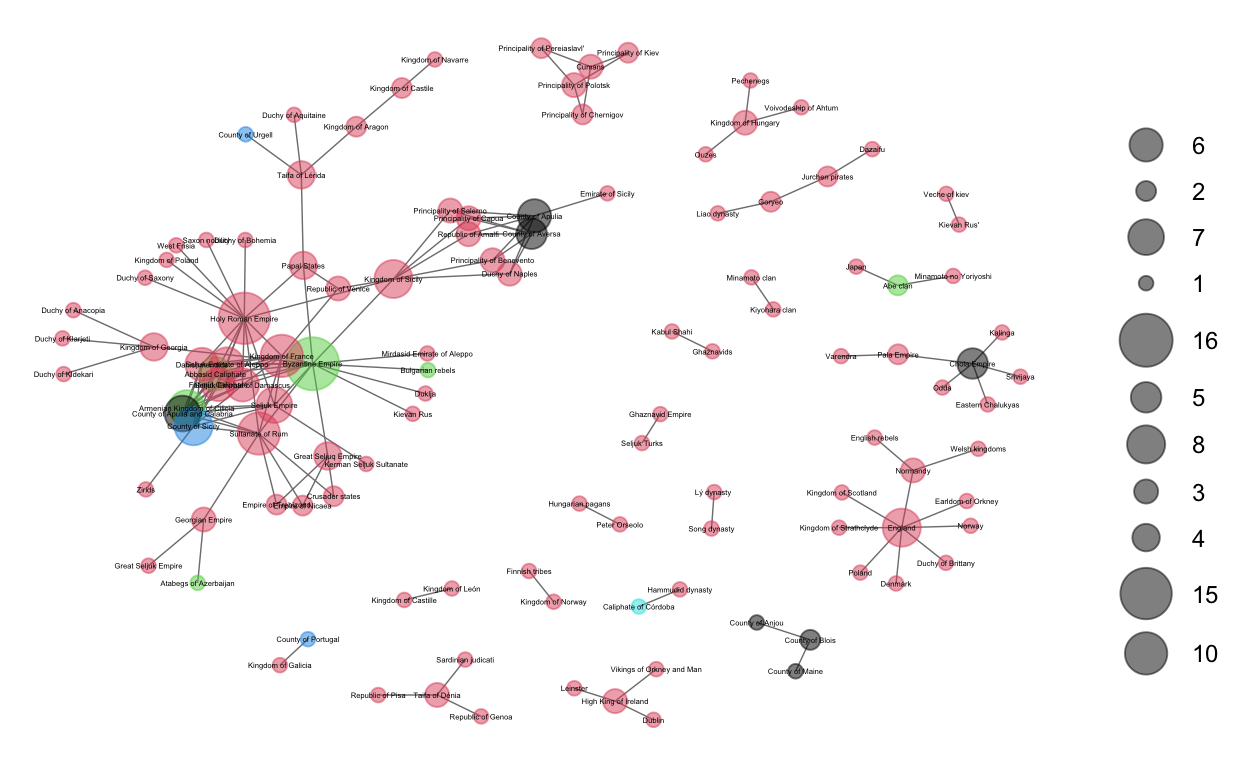 Principality of Pereiaslavl'
Principality of Kiev
Kingdom of Navarre
Cumans
Kingdom of Castile
Principality of Polotsk
Pechenegs
Voivodeship of Ahtum
Duchy of Aquitaine
Principality of Chernigov
Kingdom of Hungary
County of Urgell
Kingdom of Aragon
6
Ouzes
Dazaifu
Taifa of Lérida
Jurchen pirates
2
Emirate of Sicily
Veche of kiev
Goryeo
Liao dynasty
Principality of Salerno
Principality of Capua
County of Apulia
Kievan Rus'
Republic of Amalfi
County of Aversa
7
West Frisia
Saxon nobility
Duchy of Bohemia
Kingdom of Poland
Principality of Benevento
Papal States
Japan
Duchy of Saxony
Duchy of Naples
Kingdom of Sicily
Minamoto clan
Minamoto no Yoriyoshi
Abe clan
1
Republic of Venice
Duchy of Anacopia
Kiyohara clan
Holy Roman Empire
Kabul Shahi
Kalinga
Duchy of Klarjeti
Kingdom of Georgia
16
Ghaznavids
Kingdom of France
Mirdasid Emirate of Aleppo
Varendra
Pala Empire
Byzantine Empire
Chola Empire
Bulgarian rebels
Abbasid Caliphate
Duchy of Kldekari
Srivijaya
Odda
Duklja
5
Eastern Chalukyas
Seljuk Empire
Armenian Kingdom of Cilicia
County of Apulia and Calabria
Kievan Rus
Ghaznavid Empire
County of Sicily
Sultanate of Rum
English rebels
Seljuk Turks
8
Welsh kingdoms
Great Seljuq Empire
Kerman Seljuk Sultanate
Normandy
Zirids
Ly dynasty
Kingdom of Scotland
3
Crusader states
Earldom of Orkney
Hungarian pagans
Empire of Nicaea
Georgian Empire
Peter Orseolo
Song dynasty
Kingdom of Strathclyde
England
Norway
4
Great Seljuk Empire
Duchy of Brittany
Finnish tribes
Poland
Atabegs of Azerbaijan
Denmark
Kingdom of León
Hammudid dynasty
15
Kingdom of Castille
Kingdom of Norway
Caliphate of Córdoba
County of Anjou
County of Portugal
County of Blois
10
Kingdom of Galicia
Sardinian judicati
Vikings of Orkney and Man
County of Maine
Leinster
Republic of Pisa
Taifa of Dénia
High King of Ireland
Republic of Genoa
Dublin